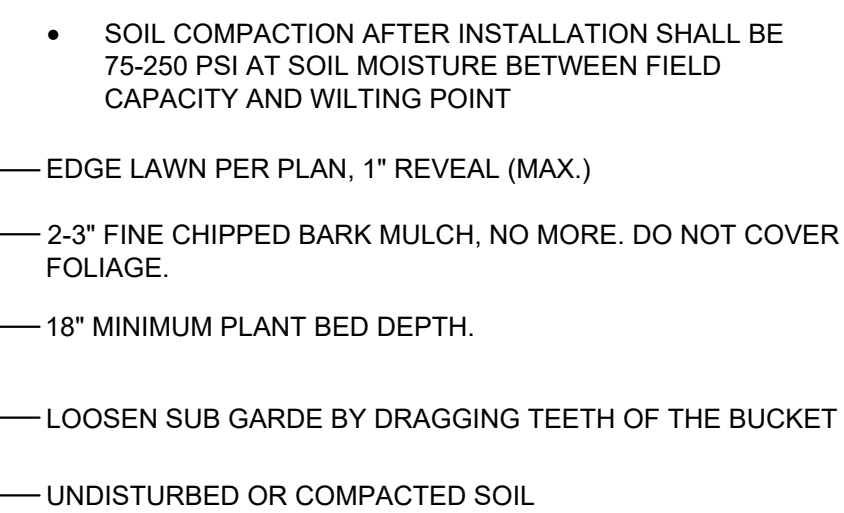 • SOIL COMPACTION AFTER INSTALLATION SHALL BE
75-250 PSI AT SOIL MOISTURE BETWEEN FIELD
CAPACITY AND WILTING POINT
EDGE LAWN PER PLAN, 1" REVEAL (MAX.)
2-3" FINE CHIPPED BARK MULCH, NO MORE. DO NOT COVER
FOLIAGE.
18" MINIMUM PLANT BED DEPTH.
LOOSEN SUB GARDE BY DRAGGING TEETH OF THE BUCKET
UNDISTURBED OR COMPACTED SOIL